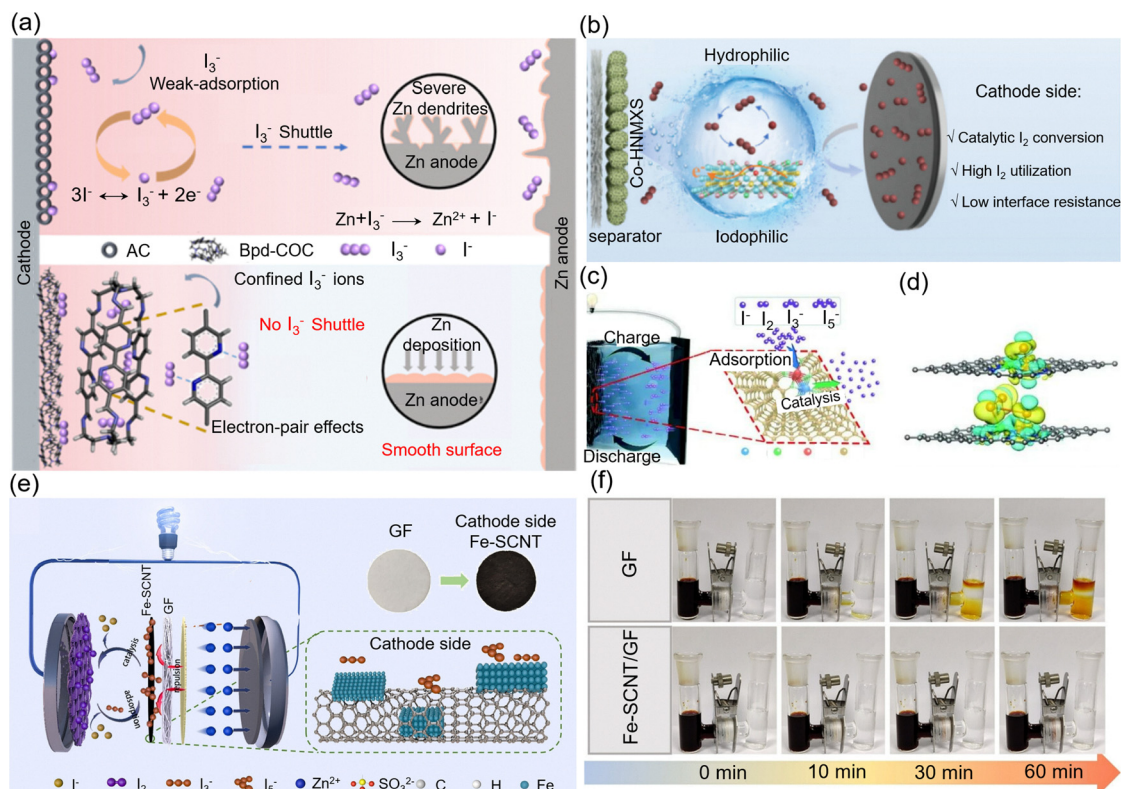 (a)
I₃⁻
Weak-adsorption
I₃⁻ Shuttle
3I⁻ ↔ I₃⁻ + 2e⁻
Severe
Zn dendrites
Zn anode
Zn+I₃⁻ → Zn²⁺ + I⁻
Cathode
Zn anode
AC
Bpd-COC
I₃⁻
I⁻
Confined I₃⁻ ions
No I₃⁻ Shuttle
Electron-pair effects
Zn
deposition
Zn anode
Smooth surface
(b)
Co-HNMXS
separator
Hydrophilic
Iodophilic
Cathode side:
√ Catalytic I₂ conversion
√ High I₂ utilization
√ Low interface resistance
(c)
Charge
Discharge
I⁻ I₂ I₃⁻ I₅⁻
Adsorption
Catalysis
(d)
(e)
Fe-SCNT
GF
catalysis
adsorption
GF
Cathode side
Fe-SCNT
Cathode side
I⁻ I₂ I₃⁻ I₅⁻ Zn²⁺ SO₃²⁻ C H Fe
(f)
GF
Fe-SCNT/GF
0 min 10 min 30 min 60 min